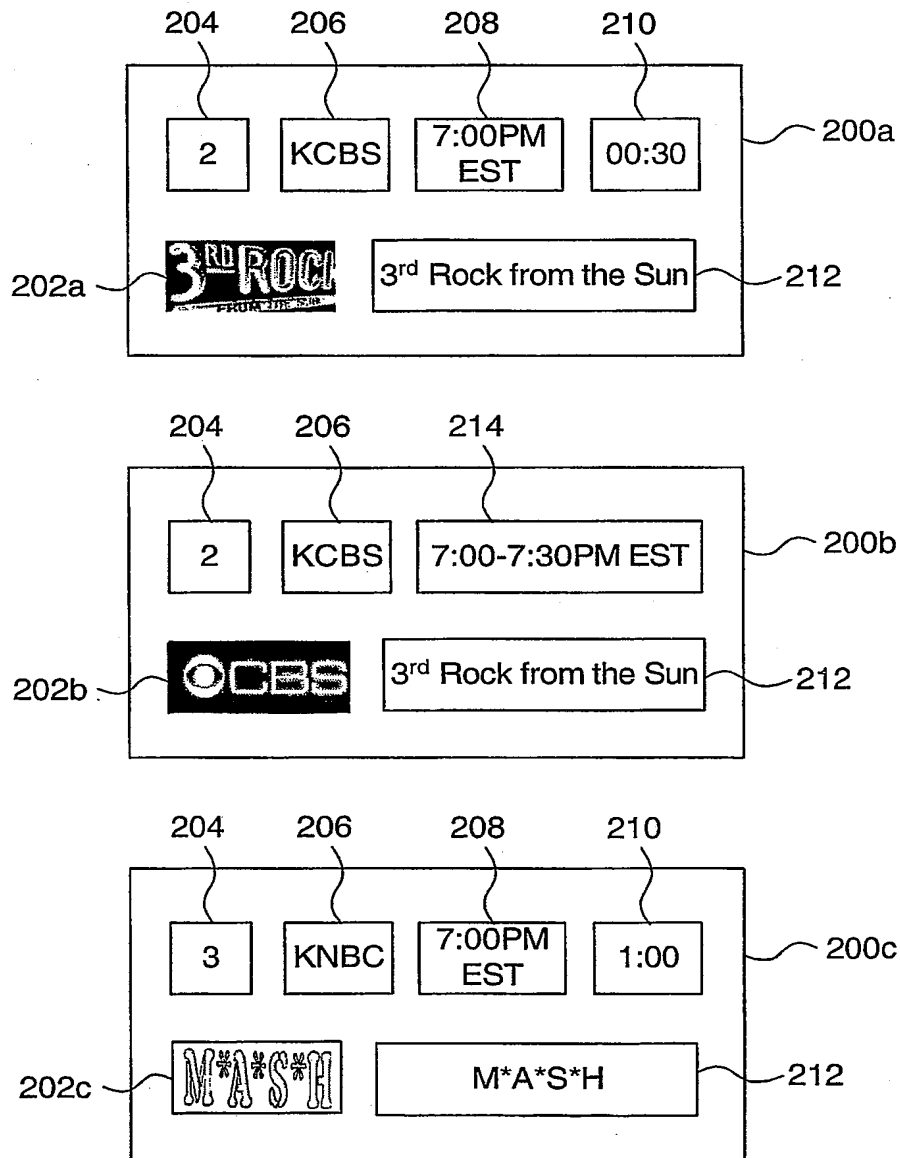 204 206 208 210
2 KCBS 7:00PM EST 00:30 200a
202a 3RD ROCK FROM THE SUN 3rd Rock from the Sun 212
204 206 214
2 KCBS 7:00-7:30PM EST 200b
202b CBS 3rd Rock from the Sun 212
204 206 208 210
3 KNBC 7:00PM EST 1:00 200c
202c M*A*S*H M*A*S*H 212